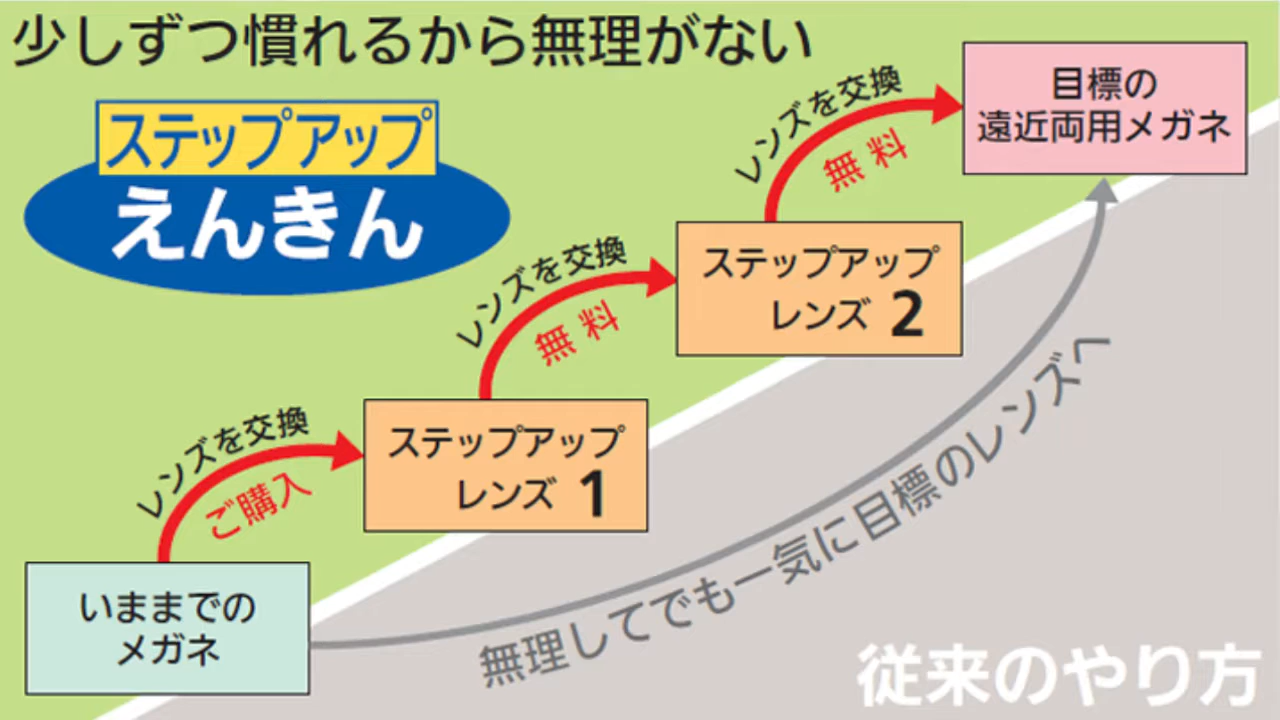 少しずつ慣れるから無理がない
ステップアップ
えんきん
レンズを交換
無料
目標の
遠近両用メガネ
レンズを交換
無料
ステップアップ
レンズ 2
レンズを交換
ご購入
ステップアップ
レンズ 1
いままでの
メガネ
無理してでも一気に目標のレンズへ
従来のやり方